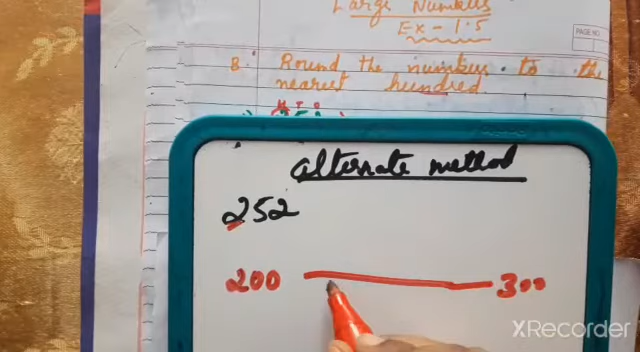 Large Numbers
Ex - 1.5
PAGE NO
B. Round the numbers to the
nearest hundred
H T O
alternate method
252
200 300
XRecorder